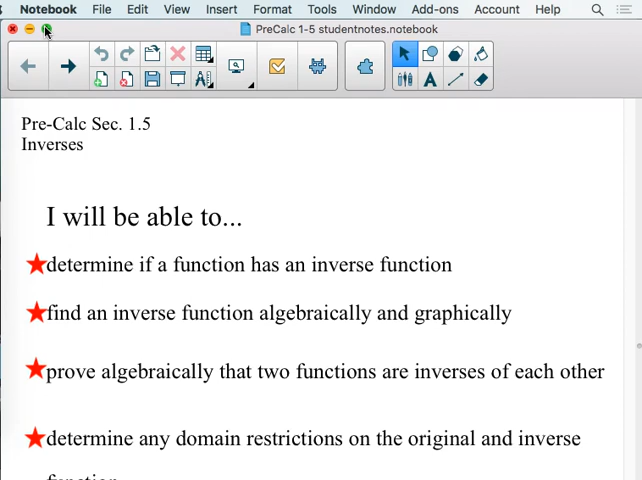 Notebook File Edit View Insert Format Tools Window Add-ons Account Help
PreCalc 1-5 studentnotes.notebook
Pre-Calc Sec. 1.5
Inverses
I will be able to...
determine if a function has an inverse function
find an inverse function algebraically and graphically
prove algebraically that two functions are inverses of each other
determine any domain restrictions on the original and inverse
function